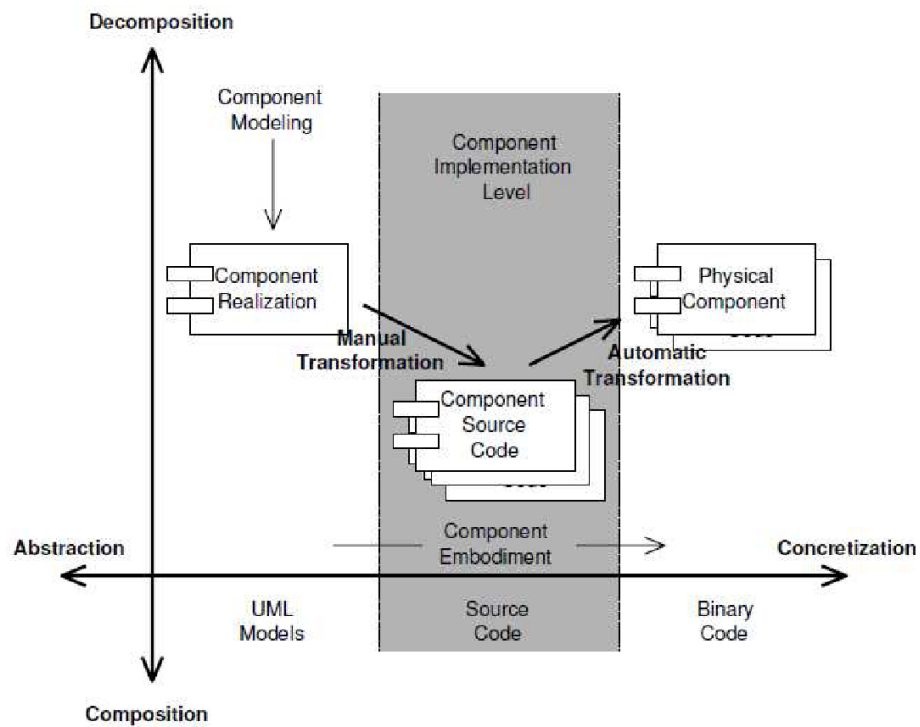 Decomposition
Component
Modeling
Component
Implementation
Level
Component
Realization
Physical
Component
Manual
Transformation
Automatic
Transformation
Component
Source
Code
Component
Embodiment
Abstraction
Concretization
UML
Models
Source
Code
Binary
Code
Composition